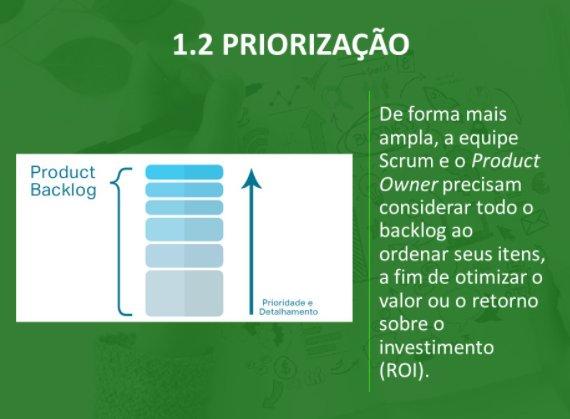 1.2 PRIORIZAÇÃO
Product
Backlog
Prioridade e
Detalhamento
De forma mais
ampla, a equipe
Scrum e o Product
Owner precisam
considerar todo o
backlog ao
ordenar seus itens,
a fim de otimizar o
valor ou o retorno
sobre o
investimento
(ROI).